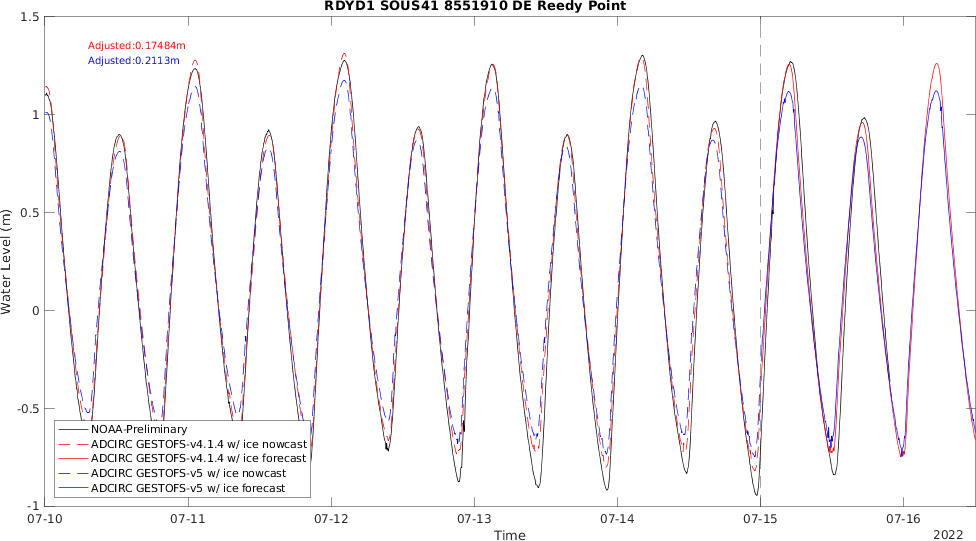 RDYD1 SOUS41 8551910 DE Reedy Point
1.5
Adjusted:0.17484m
Adjusted:0.2113m
1
0.5
0
-0.5
-1
Water Level (m)
NOAA-Preliminary
ADCIRC GESTOFS-v4.1.4 w/ ice nowcast
ADCIRC GESTOFS-v4.1.4 w/ ice forecast
ADCIRC GESTOFS-v5 w/ ice nowcast
ADCIRC GESTOFS-v5 w/ ice forecast
07-10 07-11 07-12 07-13 07-14 07-15 07-16
Time
2022